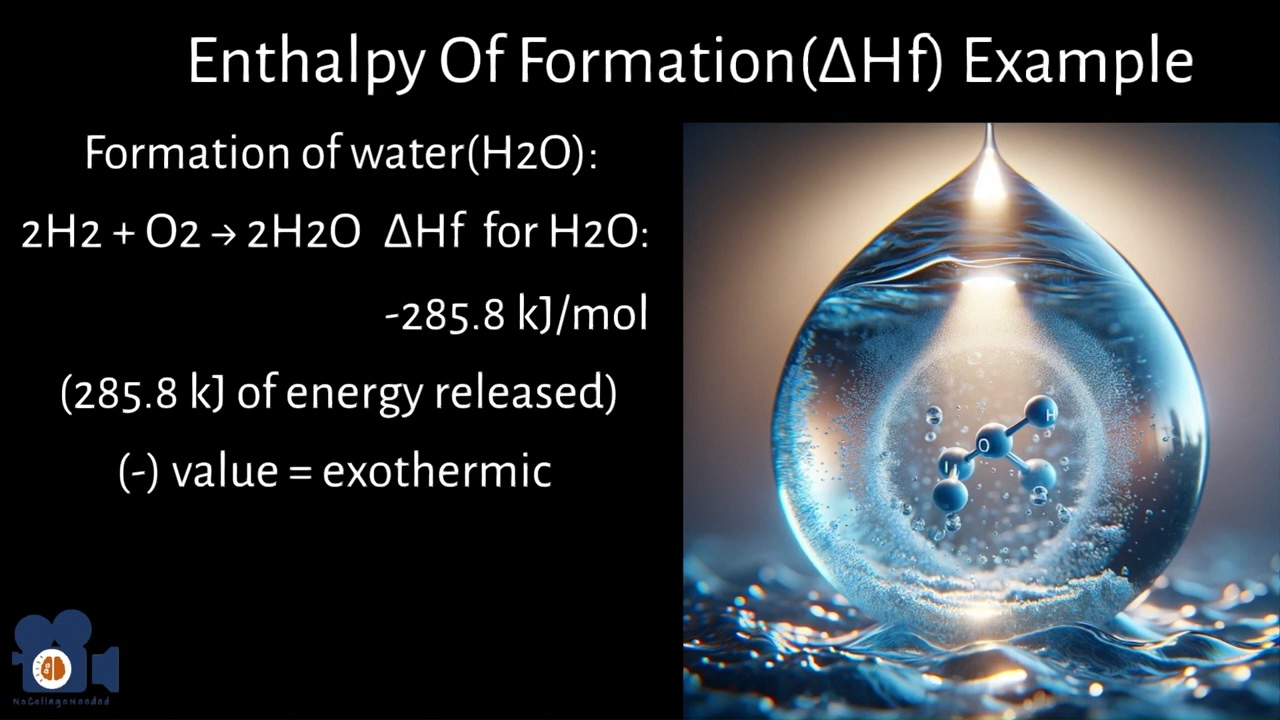 Enthalpy Of Formation(ΔHf) Example
Formation of water(H2O):
2H2 + O2 → 2H2O ΔHf for H2O:
-285.8 kJ/mol
(285.8 kJ of energy released)
(-) value = exothermic
O
H
NoCollegeNeeded